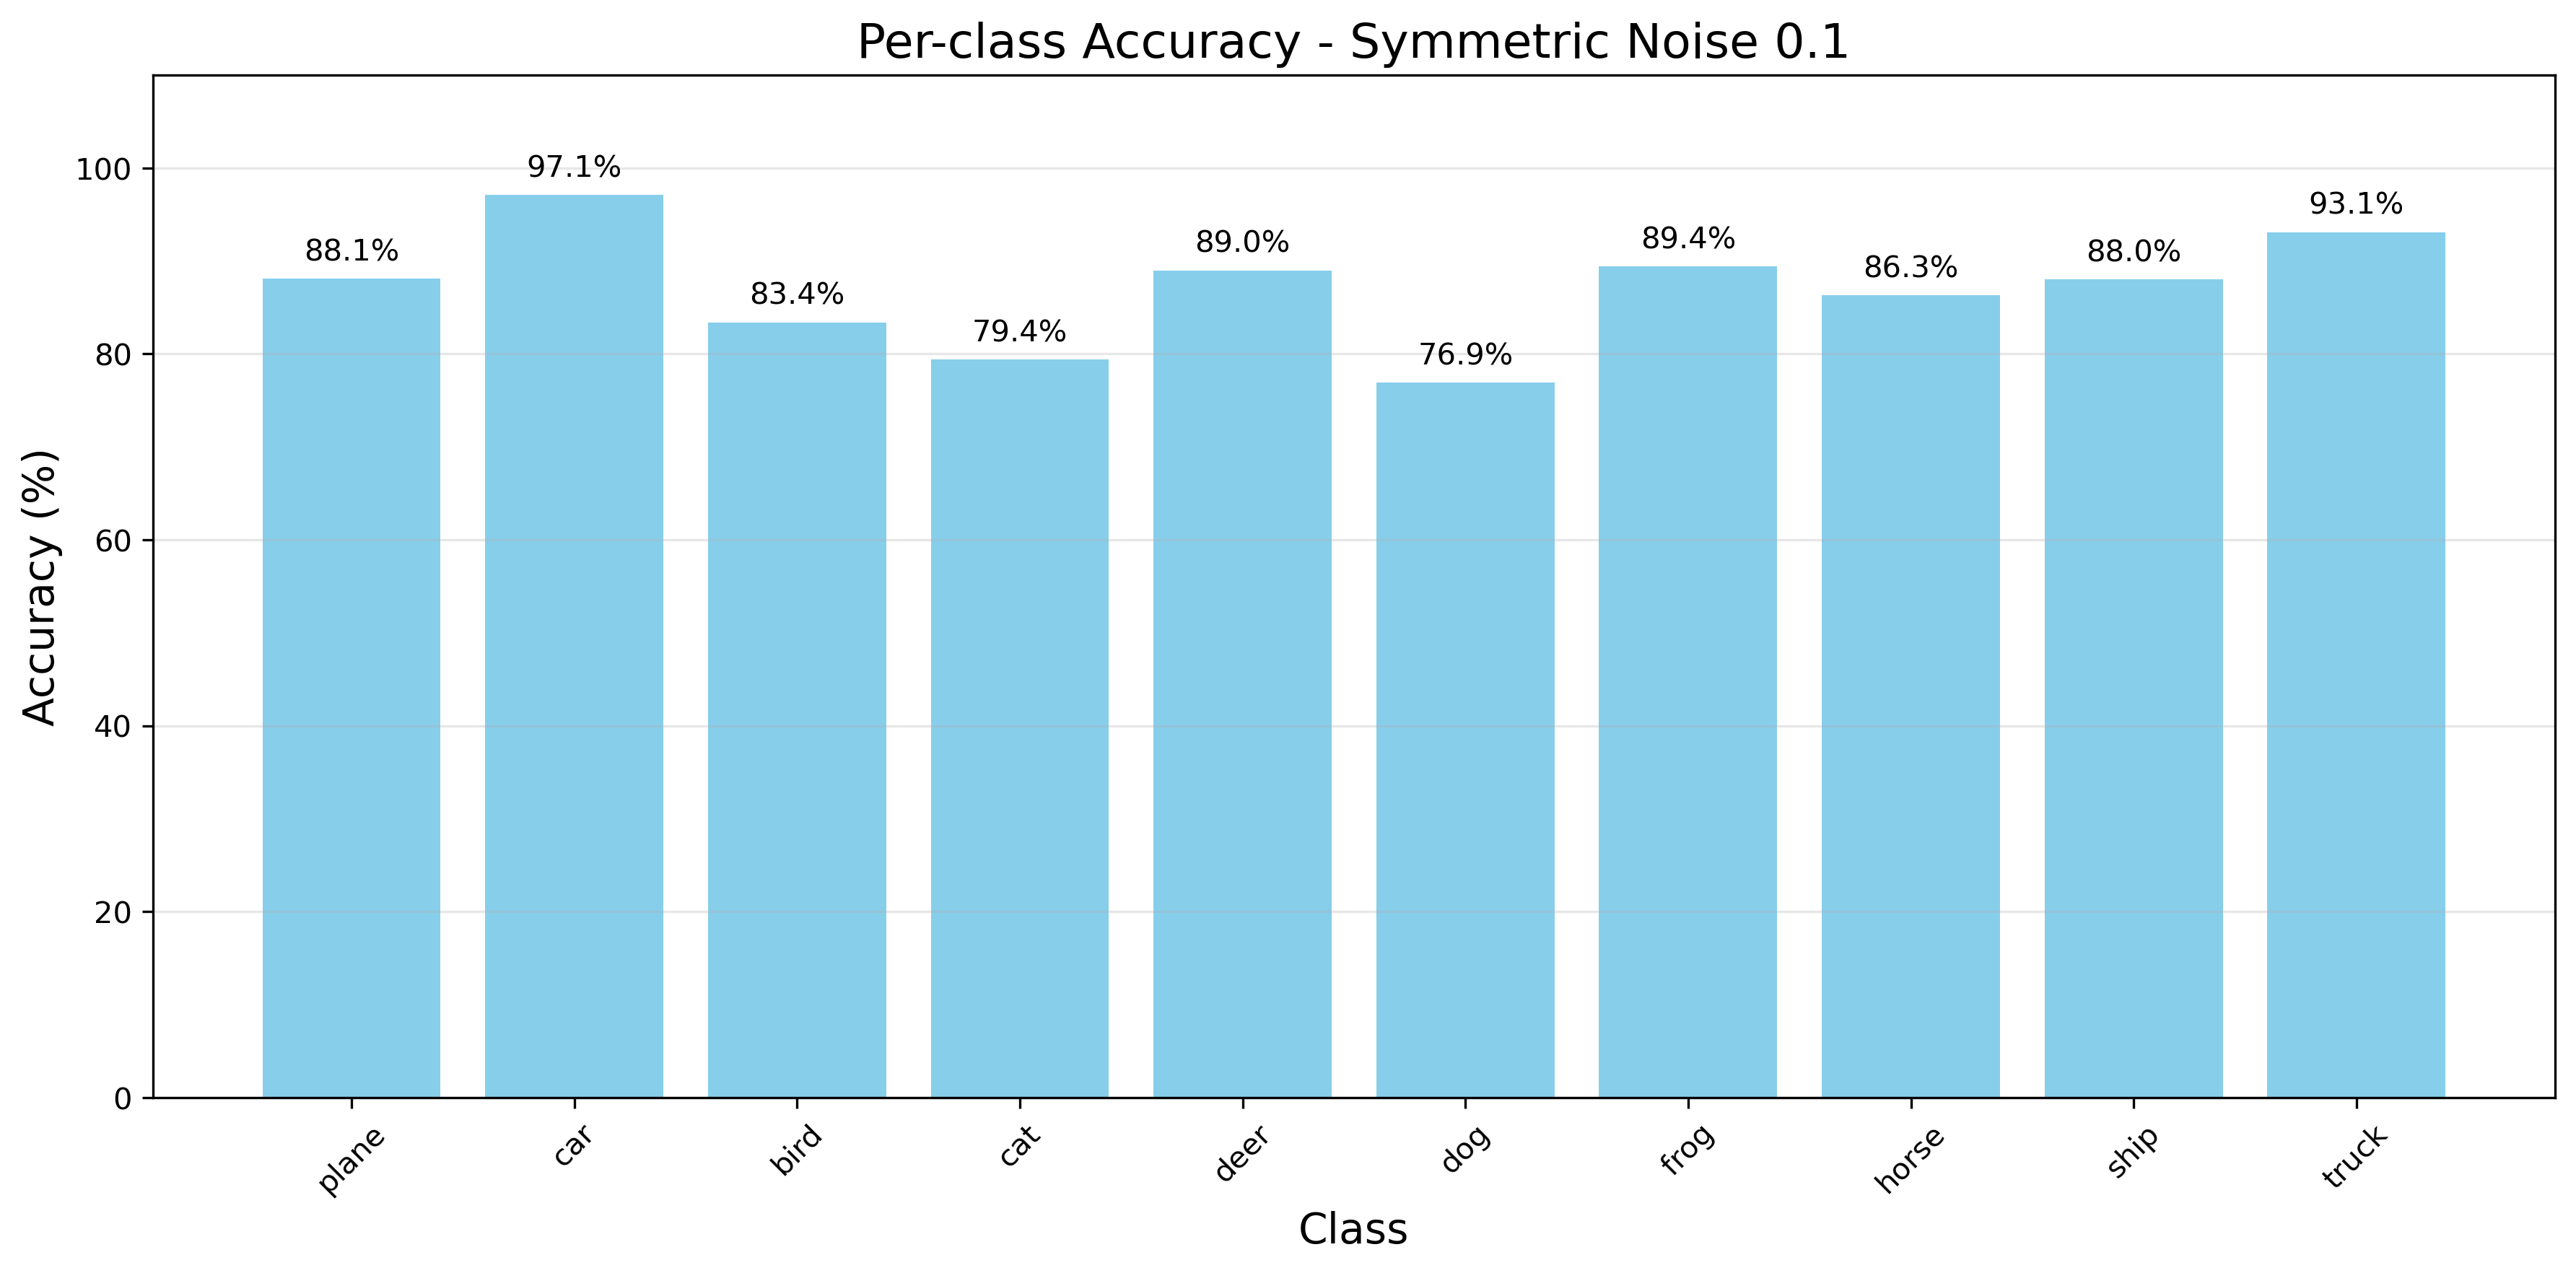 Per-class Accuracy - Symmetric Noise 0.1
Accuracy (%)
100
80
60
40
20
0
88.1%
97.1%
83.4%
79.4%
89.0%
76.9%
89.4%
86.3%
88.0%
93.1%
plane
car
bird
cat
deer
dog
frog
horse
ship
truck
Class